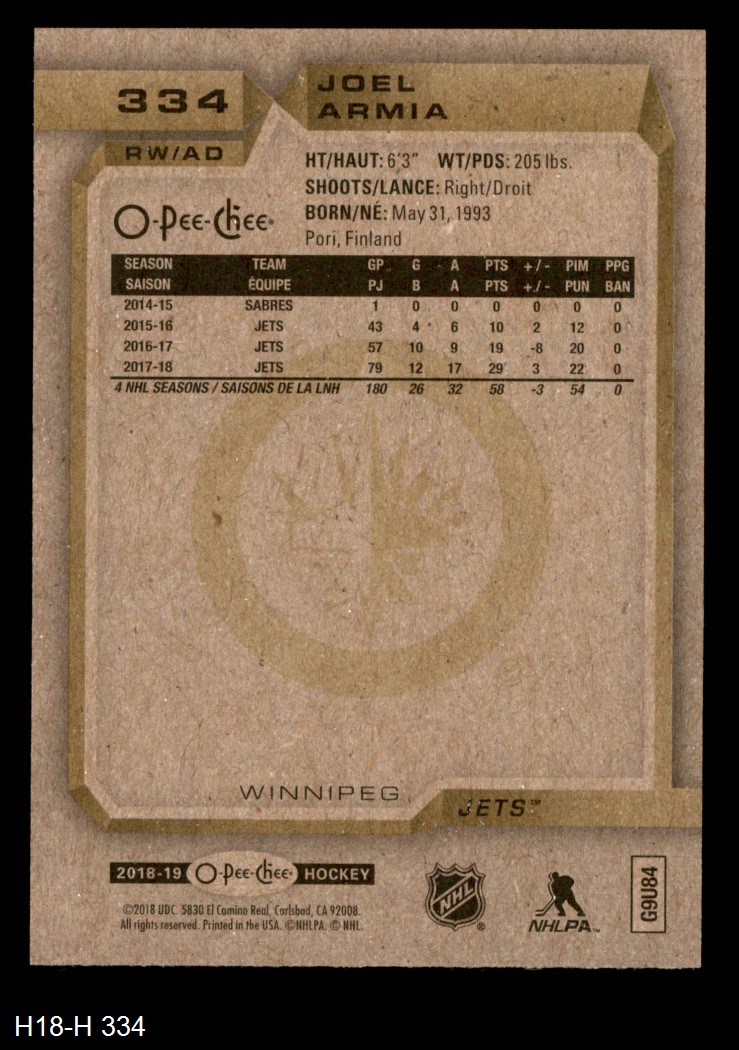 334
JOEL
ARMIA
RW/AD
HT/HAUT: 6'3" WT/PDS: 205 lbs.
SHOOTS/LANCE: Right/Droit
BORN/NÉ: May 31, 1993
Pori, Finland
O-Pee-Chee®
SEASON TEAM GP G A PTS +/- PIM PPG
SAISON ÉQUIPE PJ B A PTS +/- PUN BAN
2014-15 SABRES 1 0 0 0 0 0 0
2015-16 JETS 43 4 6 10 2 12 0
2016-17 JETS 57 10 9 19 -8 20 0
2017-18 JETS 79 12 17 29 3 22 0
4 NHL SEASONS / SAISONS DE LA LNH 180 26 32 58 -3 54 0
WINNIPEG
JETS™
2018-19 O-Pee-Chee® HOCKEY
©2018 UDC. 5830 El Camino Real, Carlsbad, CA 92008.
All rights reserved. Printed in the USA. ©NHLPA. © NHL.
NHL®
NHLPA™
G9U84
H18-H 334